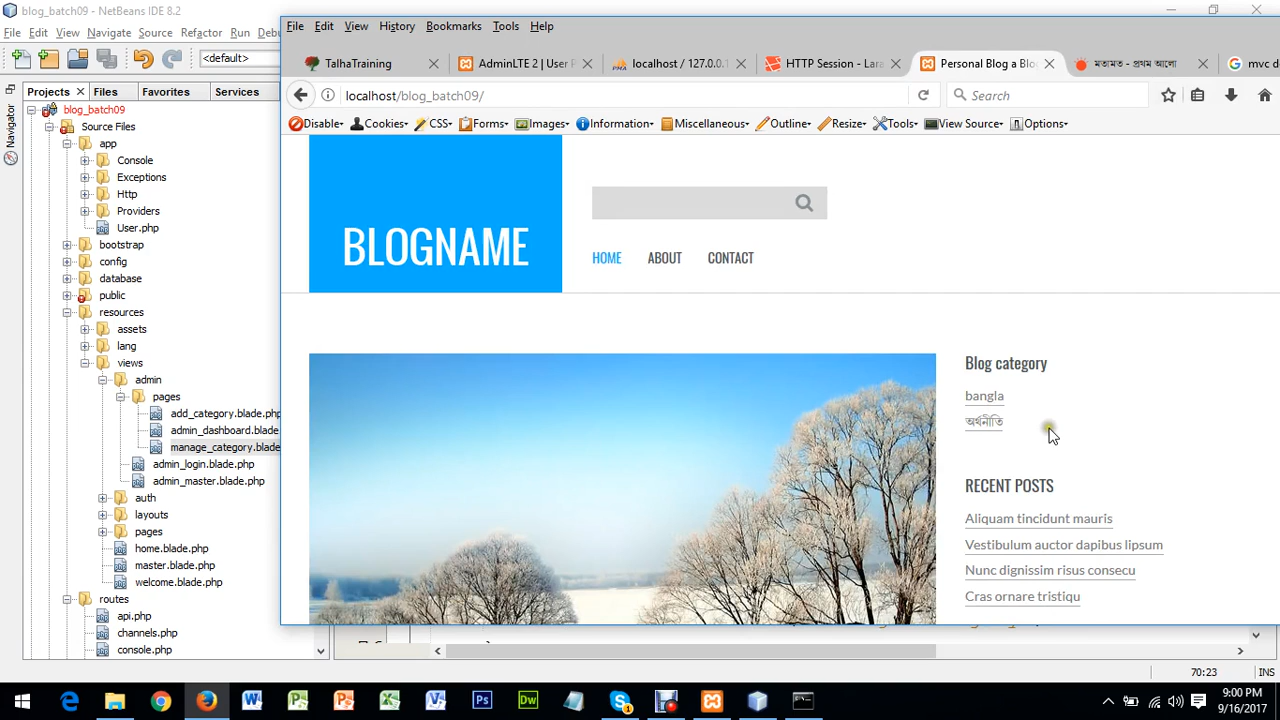 blog_batch09 - NetBeans IDE 8.2
File Edit View Navigate Source Refactor Run
<default>
Projects Files Favorites Services
Navigator
blog_batch09
Source Files
app
Console
Exceptions
Http
Providers
User.php
bootstrap
config
database
public
resources
assets
lang
views
admin
pages
add_category.blade.php
admin_dashboard.blade
manage_category.blade
admin_login.blade.php
admin_master.blade.php
auth
layouts
pages
home.blade.php
master.blade.php
welcome.blade.php
routes
api.php
channels.php
console.php
File Edit View History Bookmarks Tools Help
TalhaTraining
AdminLTE 2 | User
localhost / 127.0.0.1
HTTP Session - Lara
Personal Blog a Blo
মতামত - প্রথম আলো
mvc d
localhost/blog_batch09/
Search
Disable Cookies CSS Forms Images Information Miscellaneous Outline Resize Tools View Source Options
BLOGNAME
HOME ABOUT CONTACT
Blog category
bangla
অর্থনীতি
RECENT POSTS
Aliquam tincidunt mauris
Vestibulum auctor dapibus lipsum
Nunc dignissim risus consecu
Cras ornare tristiqu
70:23 INS
9:00 PM
9/16/2017